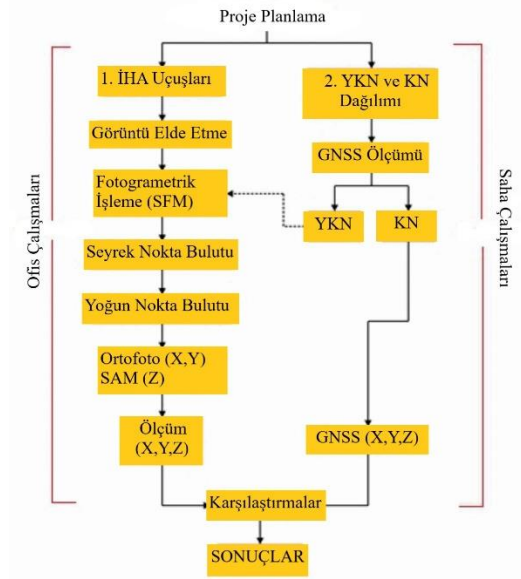 Proje Planlama
1. İHA Uçuşları
Görüntü Elde Etme
Fotogrametrik
İşleme (SFM)
Seyrek Nokta Bulutu
Yoğun Nokta Bulutu
Ortofoto (X,Y)
SAM (Z)
Ölçüm
(X,Y,Z)
2. YKN ve KN
Dağılımı
GNSS Ölçümü
YKN
KN
GNSS (X,Y,Z)
Karşılaştırmalar
SONUÇLAR
Ofis Çalışmaları
Saha Çalışmaları